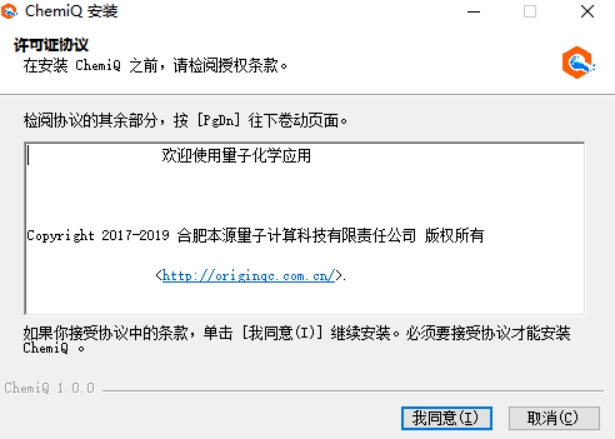 ChemiQ 安装
许可证协议
在安装 ChemiQ 之前，请检阅授权条款。
检阅协议的其余部分，按 [PgDn] 往下卷动页面。
欢迎使用量子化学应用
Copyright 2017-2019 合肥本源量子计算科技有限责任公司 版权所有
<http://originqc.com.cn/>.
如果你接受协议中的条款，单击 [我同意(I)] 继续安装。必须要接受协议才能安装
ChemiQ 。
ChemiQ 1.0.0
我同意(I)
取消(C)